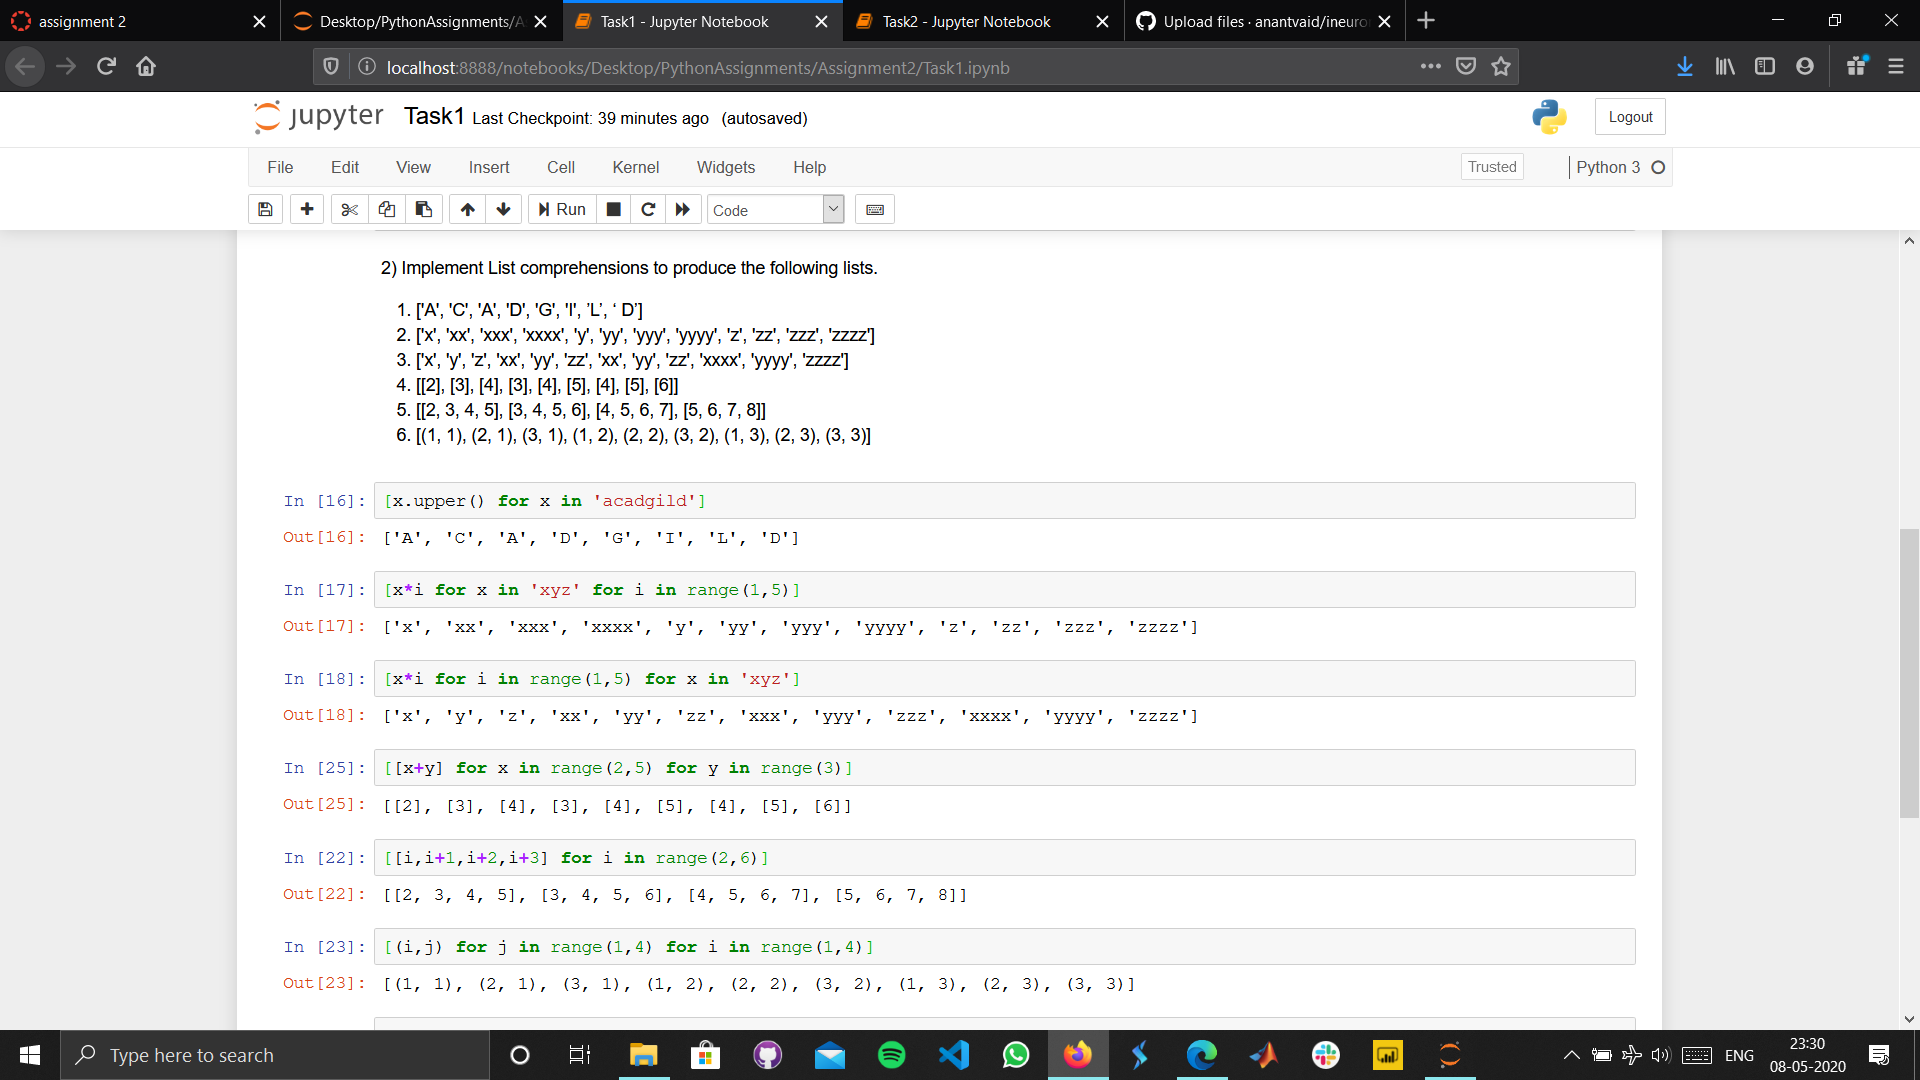 assignment 2
Desktop/PythonAssignments/A
Task1 - Jupyter Notebook
Task2 - Jupyter Notebook
Upload files · anantvaid/ineuro
localhost:8888/notebooks/Desktop/PythonAssignments/Assignment2/Task1.ipynb
jupyter Task1 Last Checkpoint: 39 minutes ago (autosaved)
Logout
File Edit View Insert Cell Kernel Widgets Help
Trusted
Python 3
Run
Code
2) Implement List comprehensions to produce the following lists.
1. ['A', 'C', 'A', 'D', 'G', 'I', ’L’, ‘ D’]
2. ['x', 'xx', 'xxx', 'xxxx', 'y', 'yy', 'yyy', 'yyyy', 'z', 'zz', 'zzz', 'zzzz']
3. ['x', 'y', 'z', 'xx', 'yy', 'zz', 'xx', 'yy', 'zz', 'xxxx', 'yyyy', 'zzzz']
4. [[2], [3], [4], [3], [4], [5], [4], [5], [6]]
5. [[2, 3, 4, 5], [3, 4, 5, 6], [4, 5, 6, 7], [5, 6, 7, 8]]
6. [(1, 1), (2, 1), (3, 1), (1, 2), (2, 2), (3, 2), (1, 3), (2, 3), (3, 3)]
In [16]: [x.upper() for x in 'acadgild']
Out[16]: ['A', 'C', 'A', 'D', 'G', 'I', 'L', 'D']
In [17]: [x*i for x in 'xyz' for i in range(1,5)]
Out[17]: ['x', 'xx', 'xxx', 'xxxx', 'y', 'yy', 'yyy', 'yyyy', 'z', 'zz', 'zzz', 'zzzz']
In [18]: [x*i for i in range(1,5) for x in 'xyz']
Out[18]: ['x', 'y', 'z', 'xx', 'yy', 'zz', 'xxx', 'yyy', 'zzz', 'xxxx', 'yyyy', 'zzzz']
In [25]: [[x+y] for x in range(2,5) for y in range(3)]
Out[25]: [[2], [3], [4], [3], [4], [5], [4], [5], [6]]
In [22]: [[i,i+1,i+2,i+3] for i in range(2,6)]
Out[22]: [[2, 3, 4, 5], [3, 4, 5, 6], [4, 5, 6, 7], [5, 6, 7, 8]]
In [23]: [(i,j) for j in range(1,4) for i in range(1,4)]
Out[23]: [(1, 1), (2, 1), (3, 1), (1, 2), (2, 2), (3, 2), (1, 3), (2, 3), (3, 3)]
Type here to search
ENG
23:30
08-05-2020